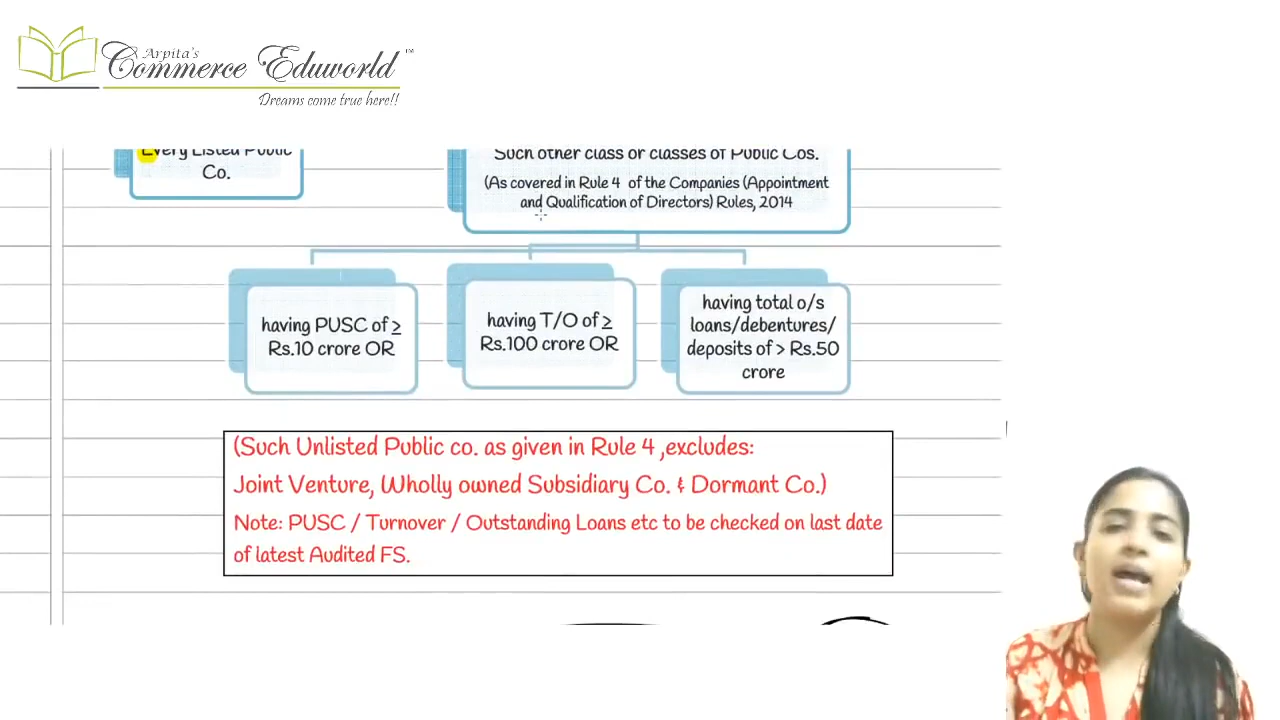 Arpita's
Commerce Eduworld™
Dreams come true here!!
Every Listed Public
Co.
Such other class or classes of Public Cos.
(As covered in Rule 4 of the Companies (Appointment
and Qualification of Directors) Rules, 2014
having PUSC of ≥
Rs.10 crore OR
having T/O of ≥
Rs.100 crore OR
having total o/s
loans/debentures/
deposits of > Rs.50
crore
(Such Unlisted Public co. as given in Rule 4 ,excludes:
Joint Venture, Wholly owned Subsidiary Co. & Dormant Co.)
Note: PUSC / Turnover / Outstanding Loans etc to be checked on last date
of latest Audited FS.